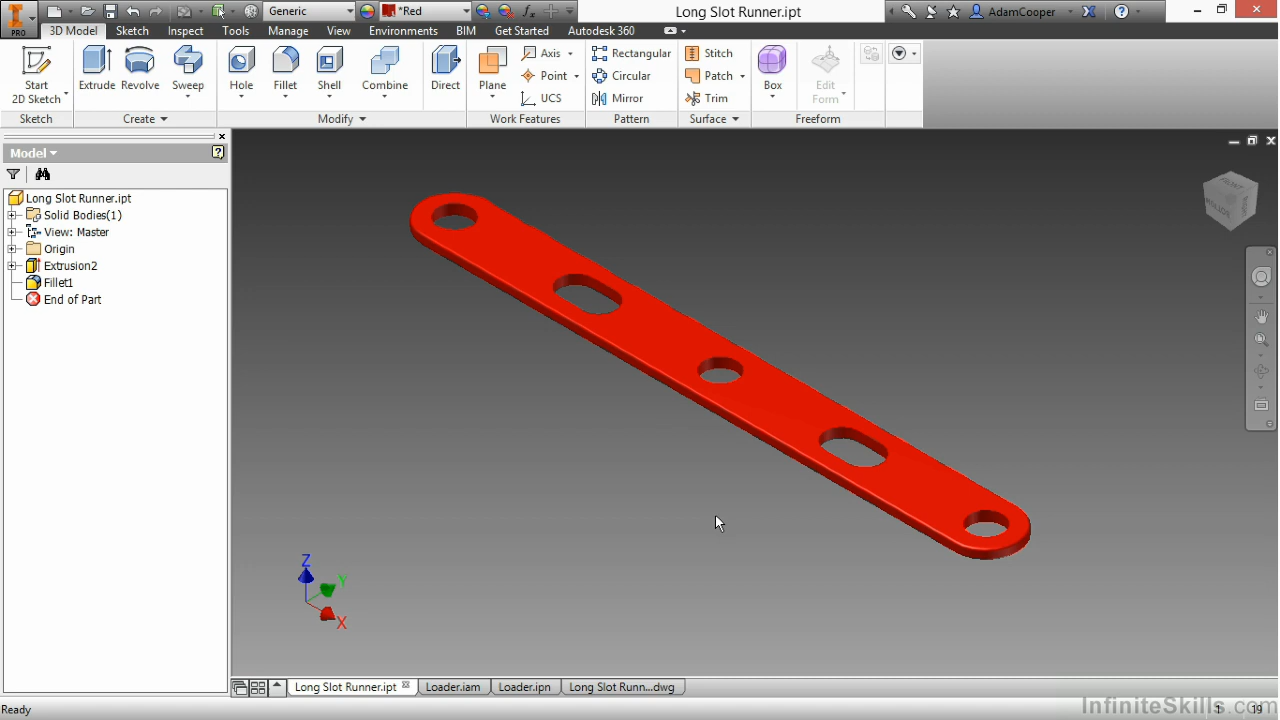 PRO
Generic
*Red
Long Slot Runner.ipt
AdamCooper
3D Model Sketch Inspect Tools Manage View Environments BIM Get Started Autodesk 360
Start
2D Sketch
Extrude Revolve Sweep
Hole Fillet Shell Combine
Direct
Plane
Axis
Point
UCS
Rectangular
Circular
Mirror
Stitch
Patch
Trim
Box
Edit
Form
Sketch Create Modify Work Features Pattern Surface Freeform
Model
Long Slot Runner.ipt
Solid Bodies(1)
View: Master
Origin
Extrusion2
Fillet1
End of Part
FRONT
Z
Y
X
Long Slot Runner.ipt Loader.iam Loader.ipn Long Slot Runn...dwg
Ready
InfiniteSkills.com
1 19